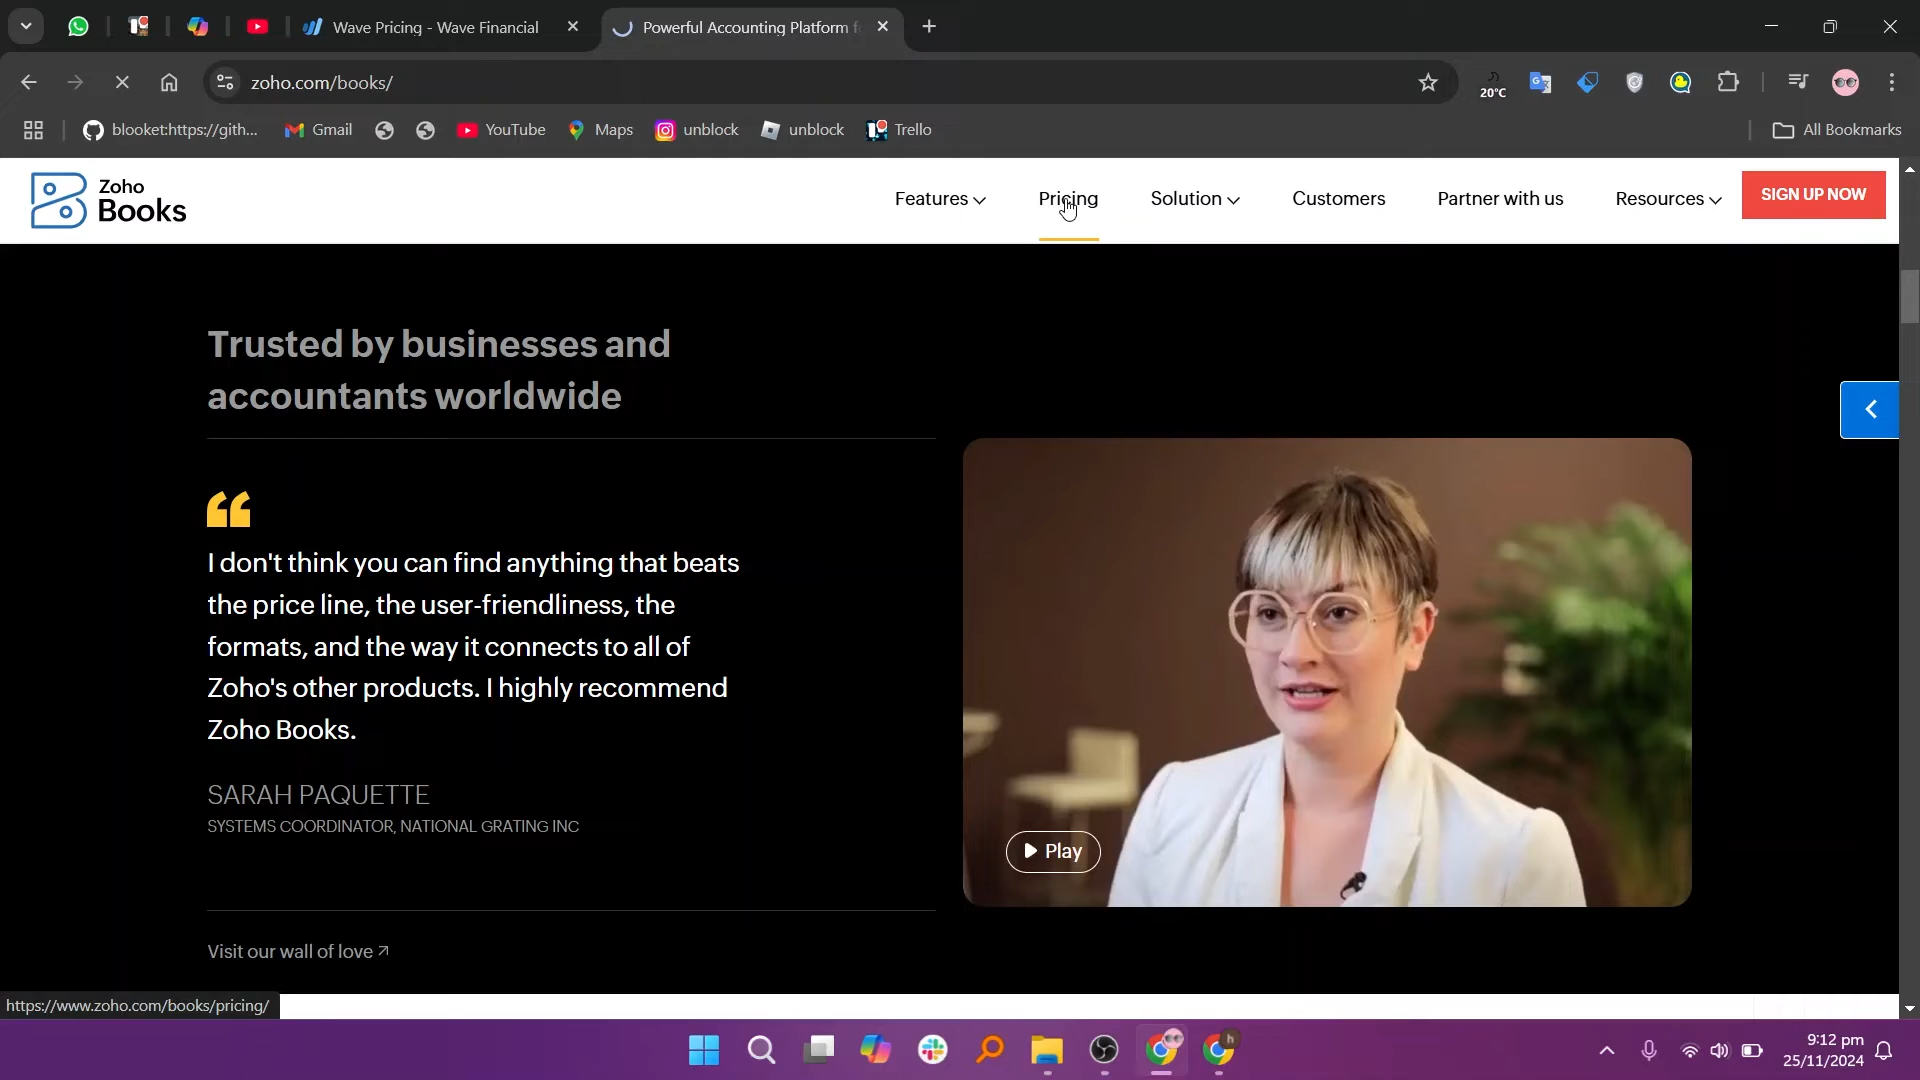 Wave Pricing - Wave Financial
Powerful Accounting Platform f
zoho.com/books/
20°C
blooket:https://gith...
Gmail
YouTube
Maps
unblock
unblock
Trello
All Bookmarks
Zoho
Books
Features
Pricing
Solution
Customers
Partner with us
Resources
SIGN UP NOW
Trusted by businesses and
accountants worldwide
I don't think you can find anything that beats
the price line, the user-friendliness, the
formats, and the way it connects to all of
Zoho's other products. I highly recommend
Zoho Books.
SARAH PAQUETTE
SYSTEMS COORDINATOR, NATIONAL GRATING INC
Play
Visit our wall of love
https://www.zoho.com/books/pricing/
9:12 pm
25/11/2024